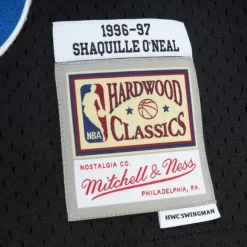 1996-97
SHAQUILLE O'NEAL
HARDWOOD
NBA
CLASSICS
NOSTALGIA CO.
Mitchell & Ness
PHILADELPHIA, PA.
HWC SWINGMAN